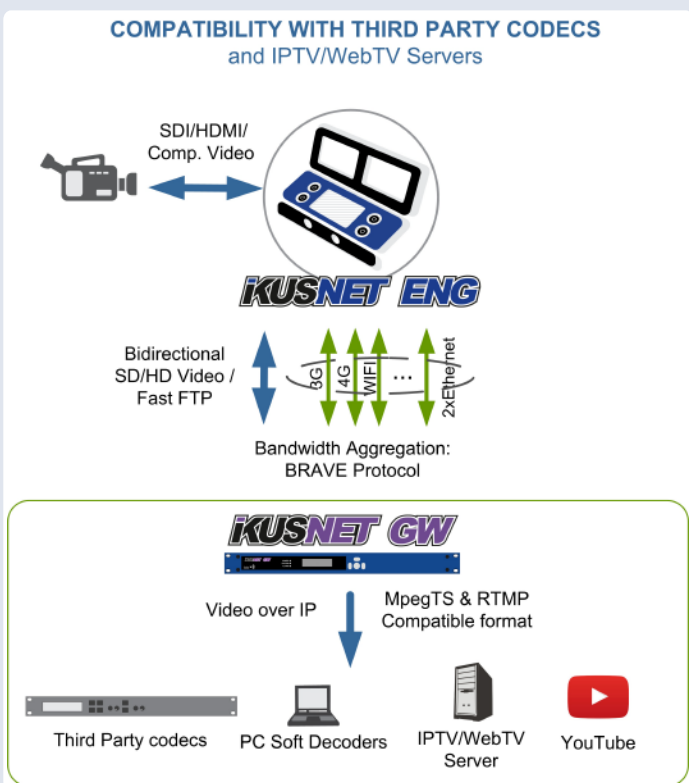 COMPATIBILITY WITH THIRD PARTY CODECS
and IPTV/WebTV Servers
SDI/HDMI/
Comp. Video
iKUSNET ENG
Bidirectional
SD/HD Video /
Fast FTP
3G
4G
WIFI
...
2xEthernet
Bandwidth Aggregation:
BRAVE Protocol
iKUSNET GW
Video over IP
MpegTS & RTMP
Compatible format
Third Party codecs
PC Soft Decoders
IPTV/WebTV
Server
YouTube